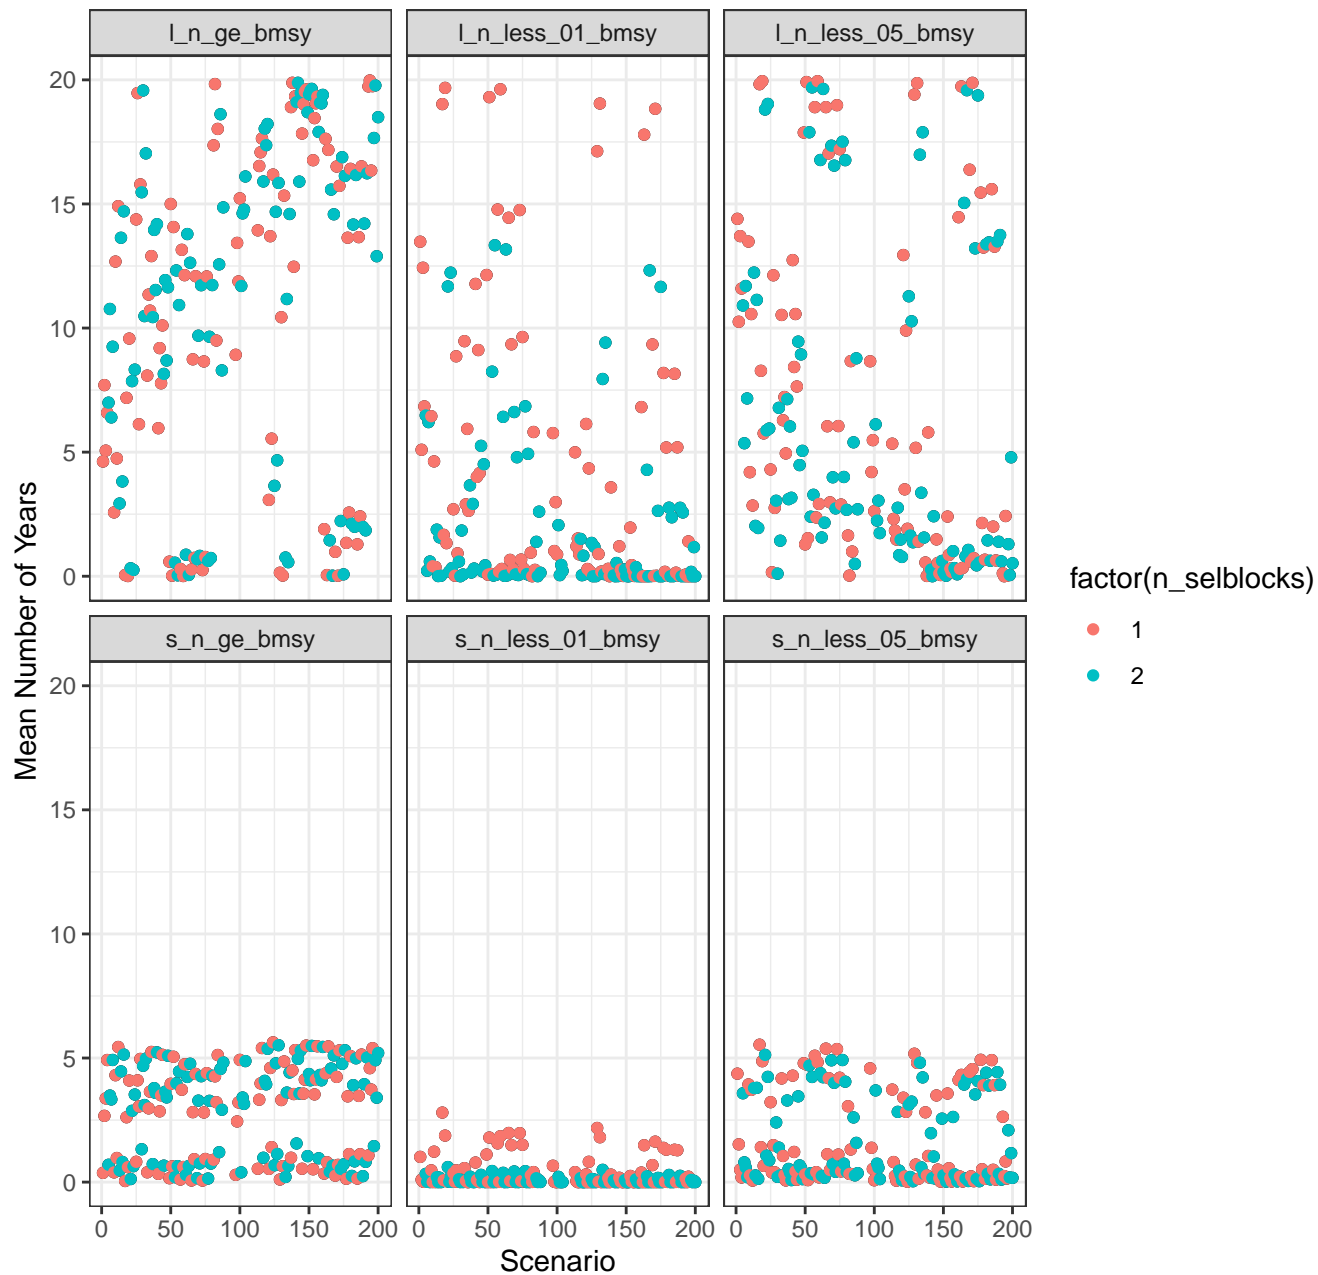 l_n_ge_bmsy l_n_less_01_bmsy l_n_less_05_bmsy
20
15
10
5
0
s_n_ge_bmsy s_n_less_01_bmsy s_n_less_05_bmsy
20
15
10
5
0
0 50 100 150 200 0 50 100 150 200 0 50 100 150 200
Scenario
Mean Number of Years
factor(n_selblocks)
1
2